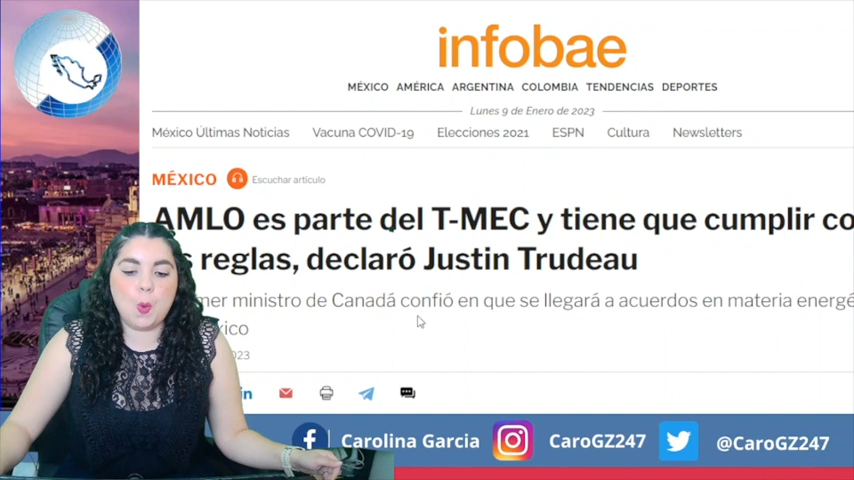 infobae
MÉXICO AMÉRICA ARGENTINA COLOMBIA TENDENCIAS DEPORTES
Lunes 9 de Enero de 2023
México Últimas Noticias Vacuna COVID-19 Elecciones 2021 ESPN Cultura Newsletters
MÉXICO Escuchar artículo
AMLO es parte del T-MEC y tiene que cumplir co
s reglas, declaró Justin Trudeau
mer ministro de Canadá confió en que se llegará a acuerdos en materia energé
xico
023
in
f Carolina Garcia CaroGZ247 @CaroGZ247